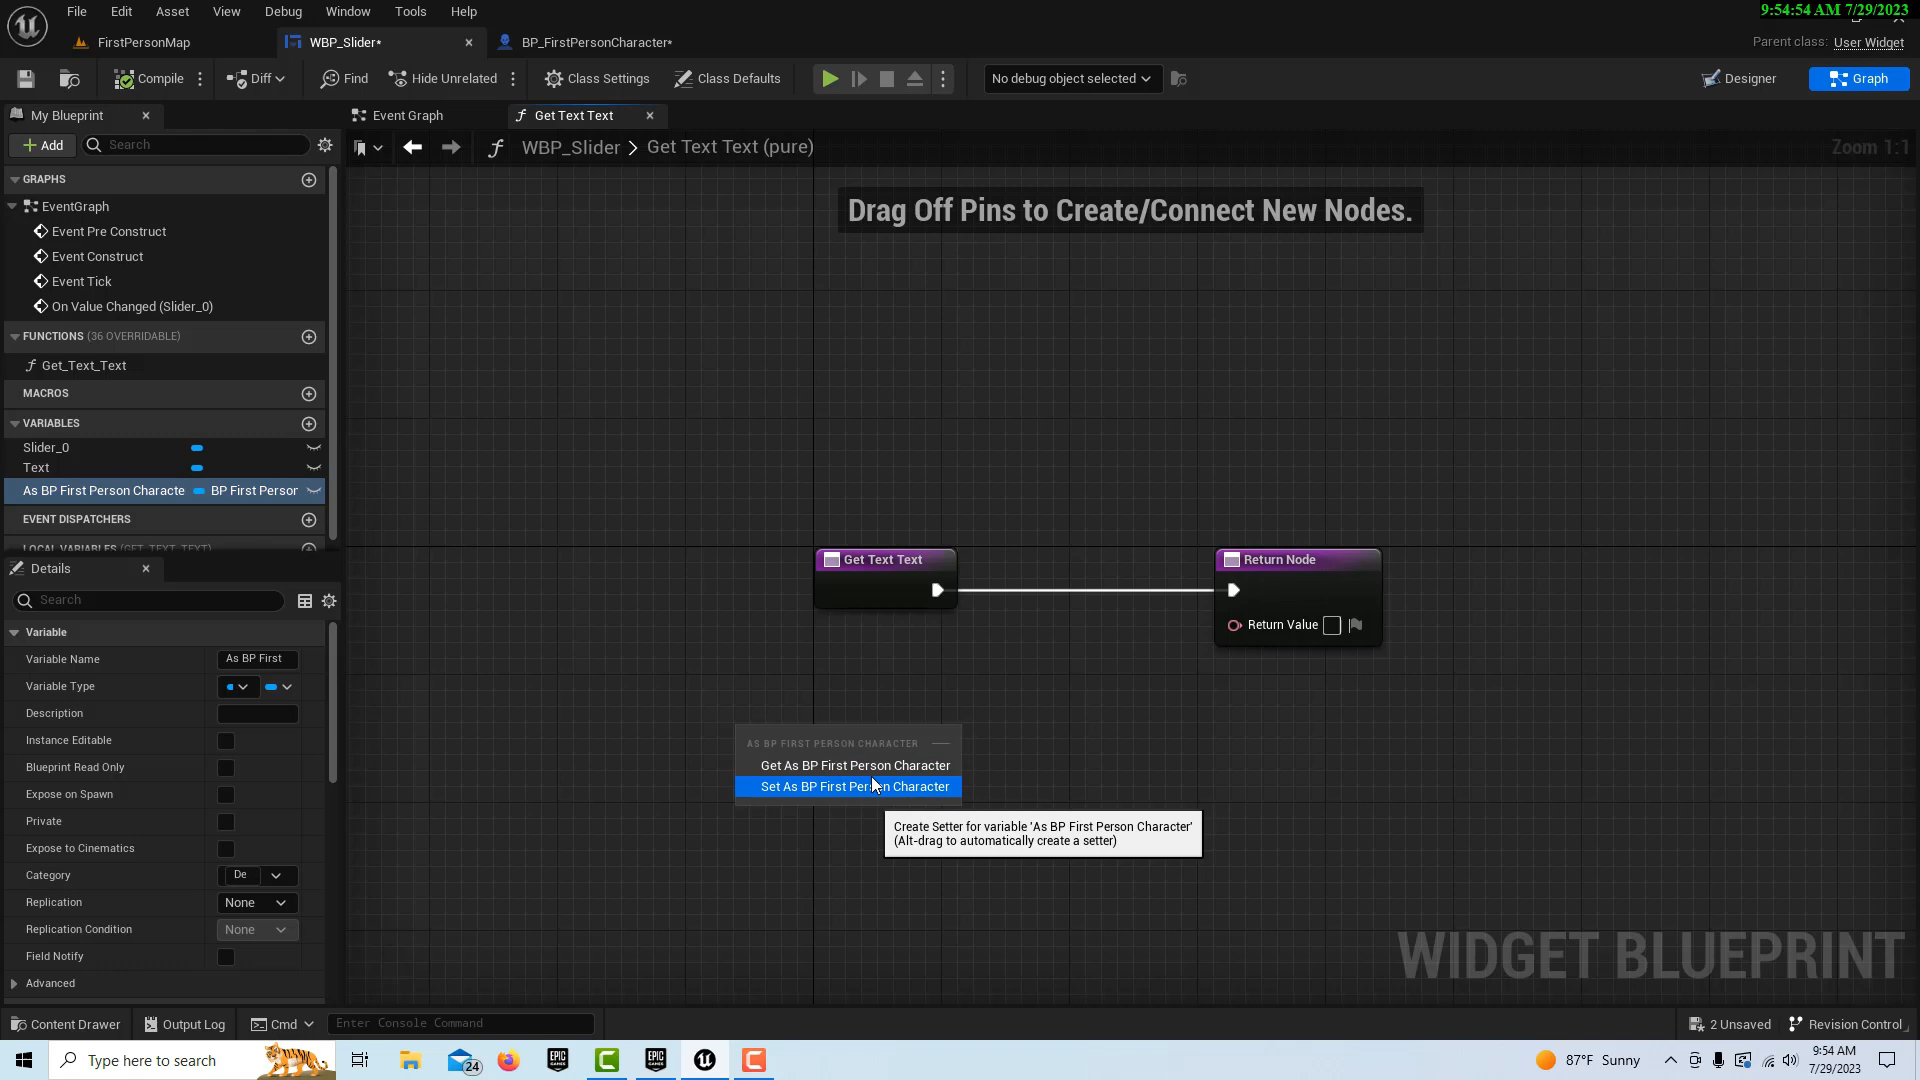 9:54:54 AM 7/29/2023
File Edit Asset View Debug Window Tools Help
FirstPersonMap
WBP_Slider*
BP_FirstPersonCharacter*
Parent class: User Widget
Compile
Diff
Find
Hide Unrelated
Class Settings
Class Defaults
No debug object selected
Designer
Graph
My Blueprint
Event Graph
Get Text Text
Add
Search
WBP_Slider > Get Text Text (pure)
Zoom 1:1
Drag Off Pins to Create/Connect New Nodes.
GRAPHS
EventGraph
Event Pre Construct
Event Construct
Event Tick
On Value Changed (Slider_0)
FUNCTIONS (36 OVERRIDABLE)
Get_Text_Text
MACROS
VARIABLES
Slider_0
Text
As BP First Person Characte BP First Person
EVENT DISPATCHERS
LOCAL VARIABLES (GET_TEXT_TEXT)
Details
Search
Variable
Variable Name As BP First
Variable Type
Description
Instance Editable
Blueprint Read Only
Expose on Spawn
Private
Expose to Cinematics
Category De
Replication None
Replication Condition None
Field Notify
Advanced
Get Text Text
Return Node
Return Value
AS BP FIRST PERSON CHARACTER
Get As BP First Person Character
Set As BP First Person Character
Create Setter for variable 'As BP First Person Character'
(Alt-drag to automatically create a setter)
WIDGET BLUEPRINT
Content Drawer
Output Log
Cmd
Enter Console Command
2 Unsaved
Revision Control
Type here to search
24
EPIC GAMES
EPIC GAMES
87°F Sunny
9:54 AM
7/29/2023